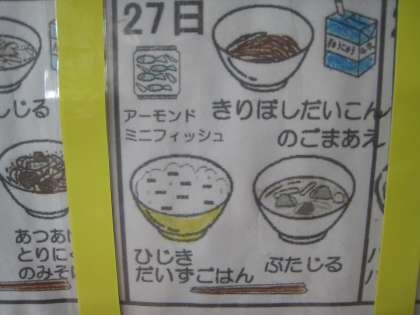 27日
アーモンド
ミニフィッシュ
きりぼしだいこん
のごまあえ
ひじき
だいずごはん
ぶたじる
しじる
あつあ
とりに
のみそ